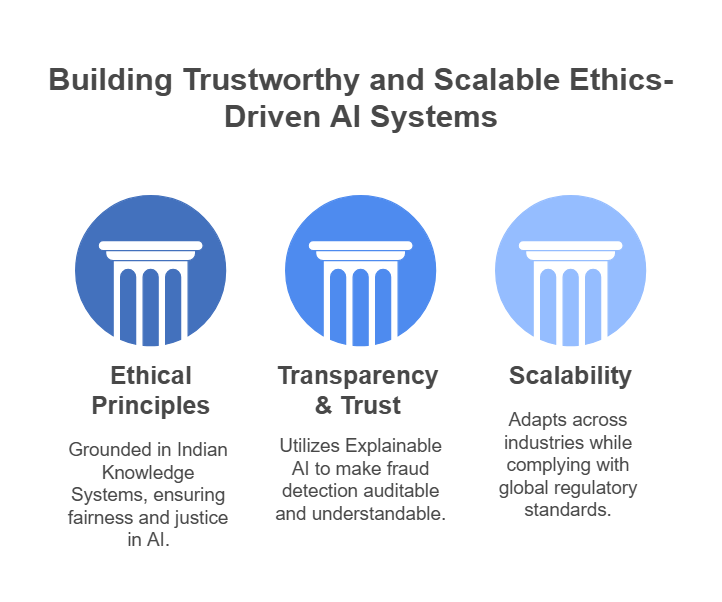 Building Trustworthy and Scalable Ethics-
Driven AI Systems
Ethical
Principles
Grounded in Indian
Knowledge
Systems, ensuring
fairness and justice
in AI.
Transparency
& Trust
Utilizes Explainable
AI to make fraud
detection auditable
and understandable.
Scalability
Adapts across
industries while
complying with
global regulatory
standards.